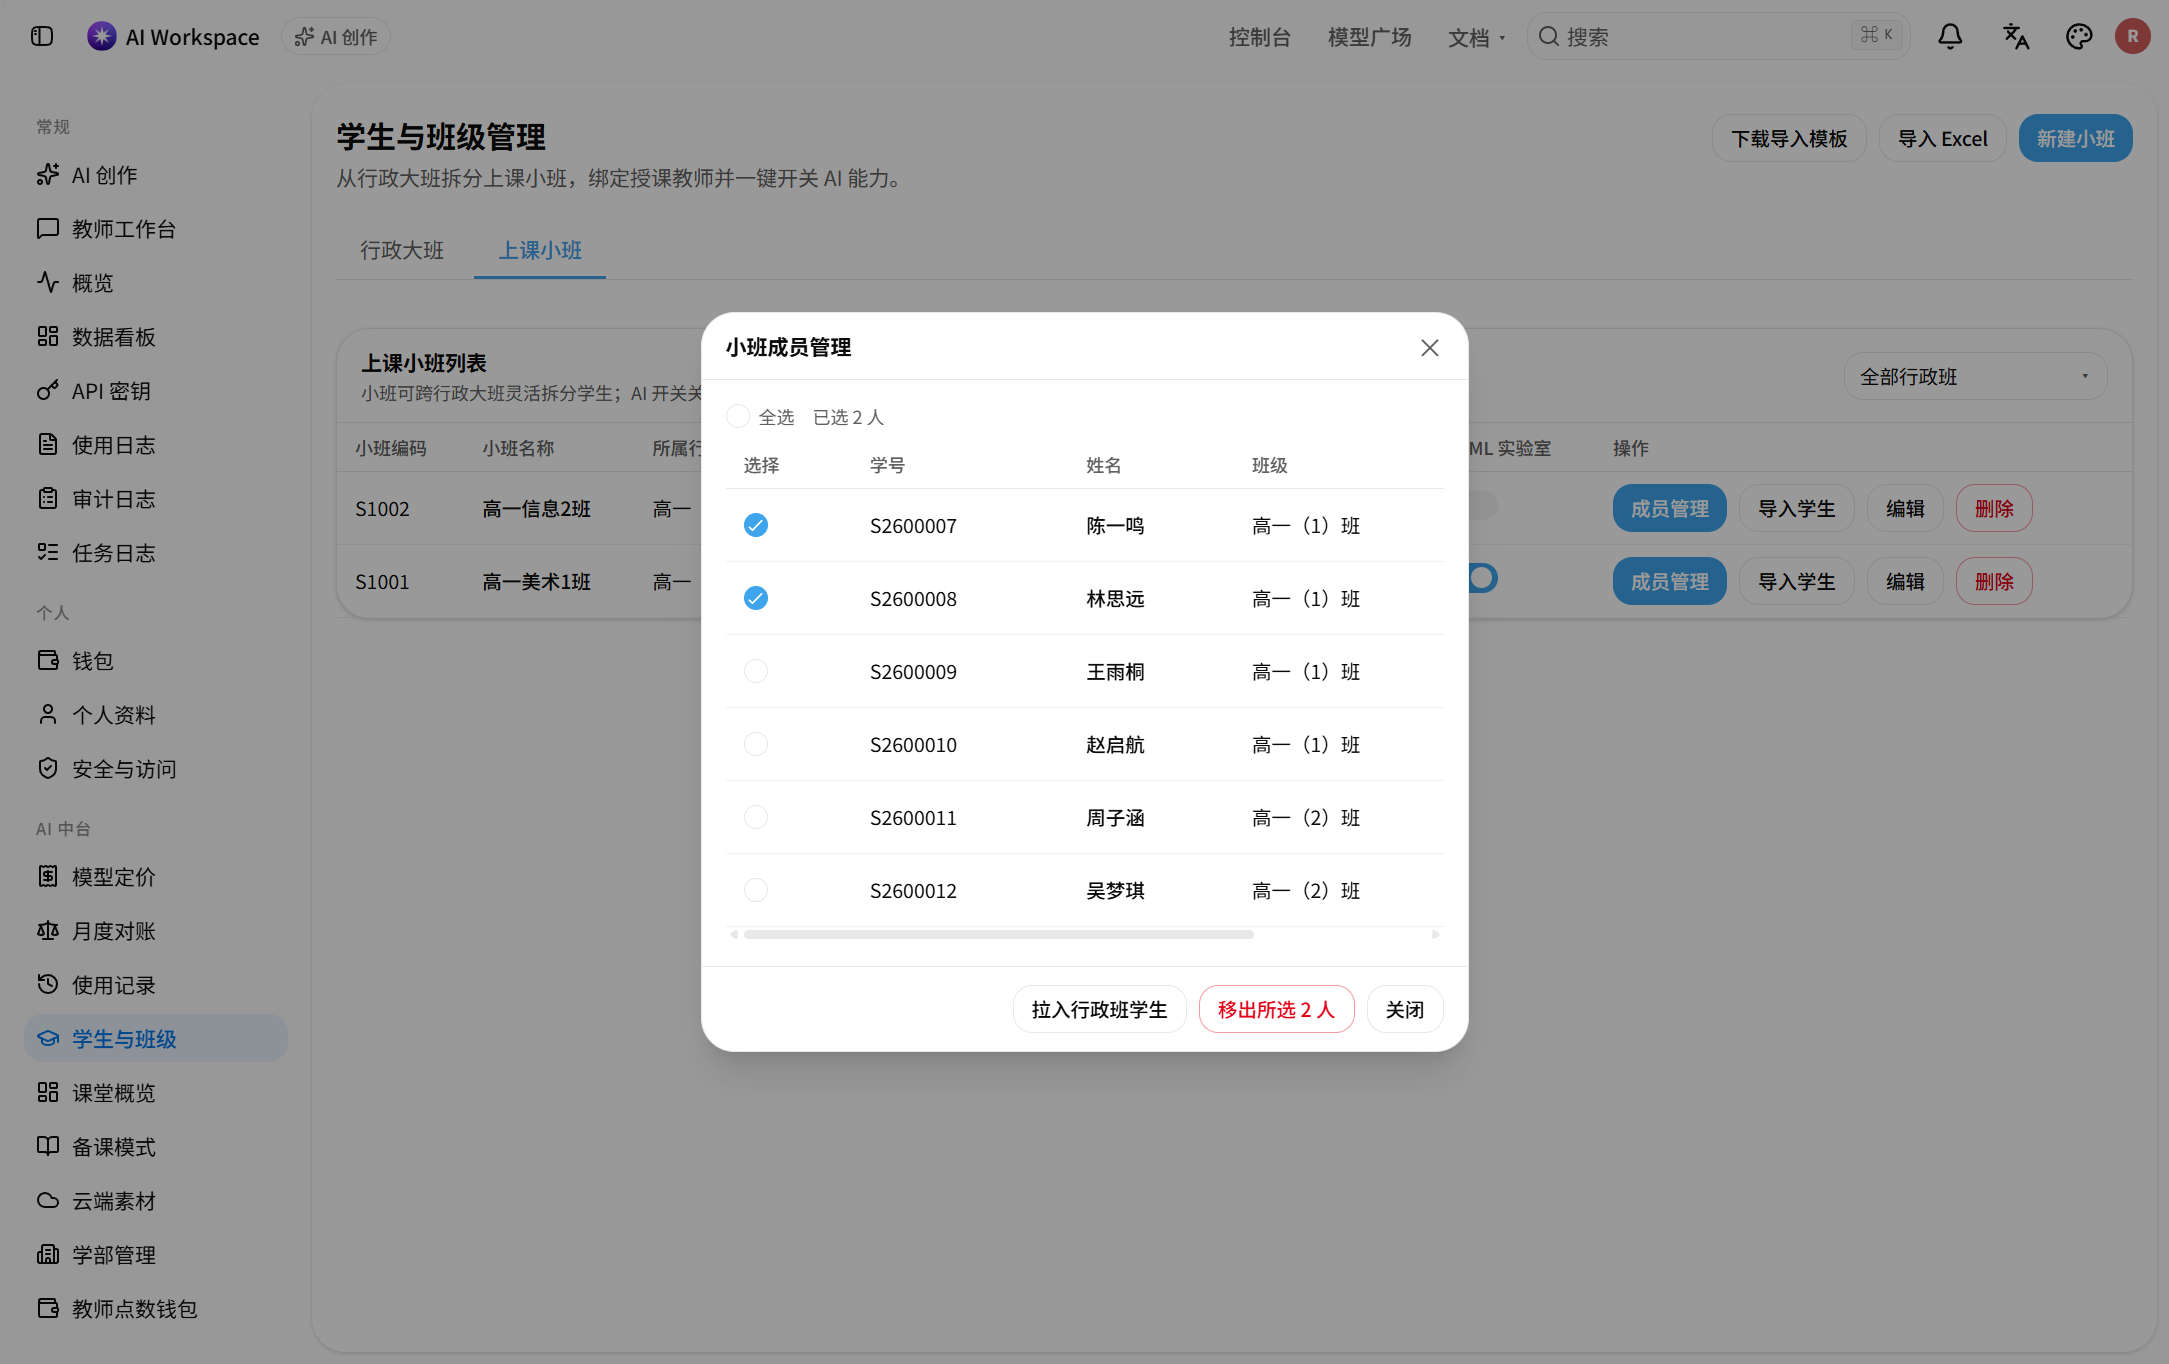 AI Workspace
AI 创作
控制台
模型广场
文档
搜索
⌘ K
R
常规
AI 创作
教师工作台
概览
数据看板
API 密钥
使用日志
审计日志
任务日志
个人
钱包
个人资料
安全与访问
AI 中台
模型定价
月度对账
使用记录
学生与班级
课堂概览
备课模式
云端素材
学部管理
教师点数钱包
学生与班级管理
从行政大班拆分上课小班，绑定授课教师并一键开关 AI 能力。
下载导入模板
导入 Excel
新建小班
行政大班
上课小班
上课小班列表
小班可跨行政大班灵活拆分学生；AI 开关关
全部行政班
小班编码 小班名称 所属行 ML 实验室 操作
S1002 高一信息2班 高一 成员管理 导入学生 编辑 删除
S1001 高一美术1班 高一 成员管理 导入学生 编辑 删除
小班成员管理
全选 已选 2 人
选择 学号 姓名 班级
S2600007 陈一鸣 高一（1）班
S2600008 林思远 高一（1）班
S2600009 王雨桐 高一（1）班
S2600010 赵启航 高一（1）班
S2600011 周子涵 高一（2）班
S2600012 吴梦琪 高一（2）班
拉入行政班学生
移出所选 2 人
关闭